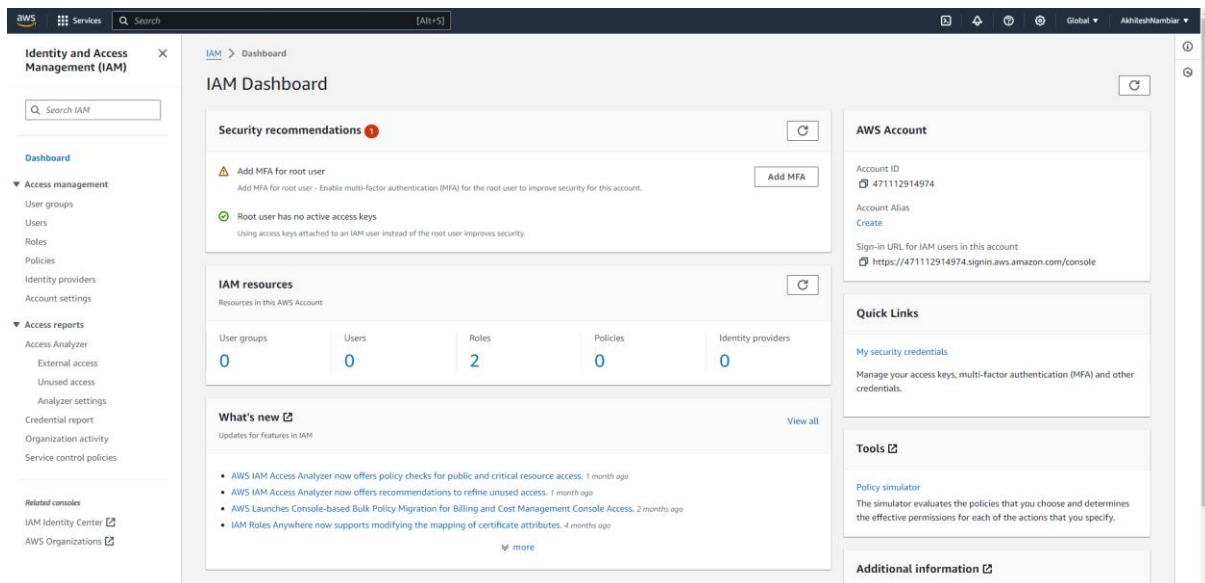 aws
Services
Search
[Alt+S]
Global
AkhileshNambiar
Identity and Access
Management (IAM)
Search IAM
Dashboard
Access management
User groups
Users
Roles
Policies
Identity providers
Account settings
Access reports
Access Analyzer
External access
Unused access
Analyzer settings
Credential report
Organization activity
Service control policies
Related consoles
IAM Identity Center
AWS Organizations
IAM > Dashboard
IAM Dashboard
Security recommendations 1
Add MFA for root user
Add MFA for root user - Enable multi-factor authentication (MFA) for the root user to improve security for this account.
Add MFA
Root user has no active access keys
Using access keys attached to an IAM user instead of the root user improves security.
IAM resources
Resources in this AWS Account
User groups Users Roles Policies Identity providers
0 0 2 0 0
What's new
View all
Updates for features in IAM
• AWS IAM Access Analyzer now offers policy checks for public and critical resource access. 1 month ago
• AWS IAM Access Analyzer now offers recommendations to refine unused access. 1 month ago
• AWS Launches Console-based Bulk Policy Migration for Billing and Cost Management Console Access. 2 months ago
• IAM Roles Anywhere now supports modifying the mapping of certificate attributes. 4 months ago
more
AWS Account
Account ID
471112914974
Account Alias
Create
Sign-in URL for IAM users in this account
https://471112914974.signin.aws.amazon.com/console
Quick Links
My security credentials
Manage your access keys, multi-factor authentication (MFA) and other
credentials.
Tools
Policy simulator
The simulator evaluates the policies that you choose and determines
the effective permissions for each of the actions that you specify.
Additional information